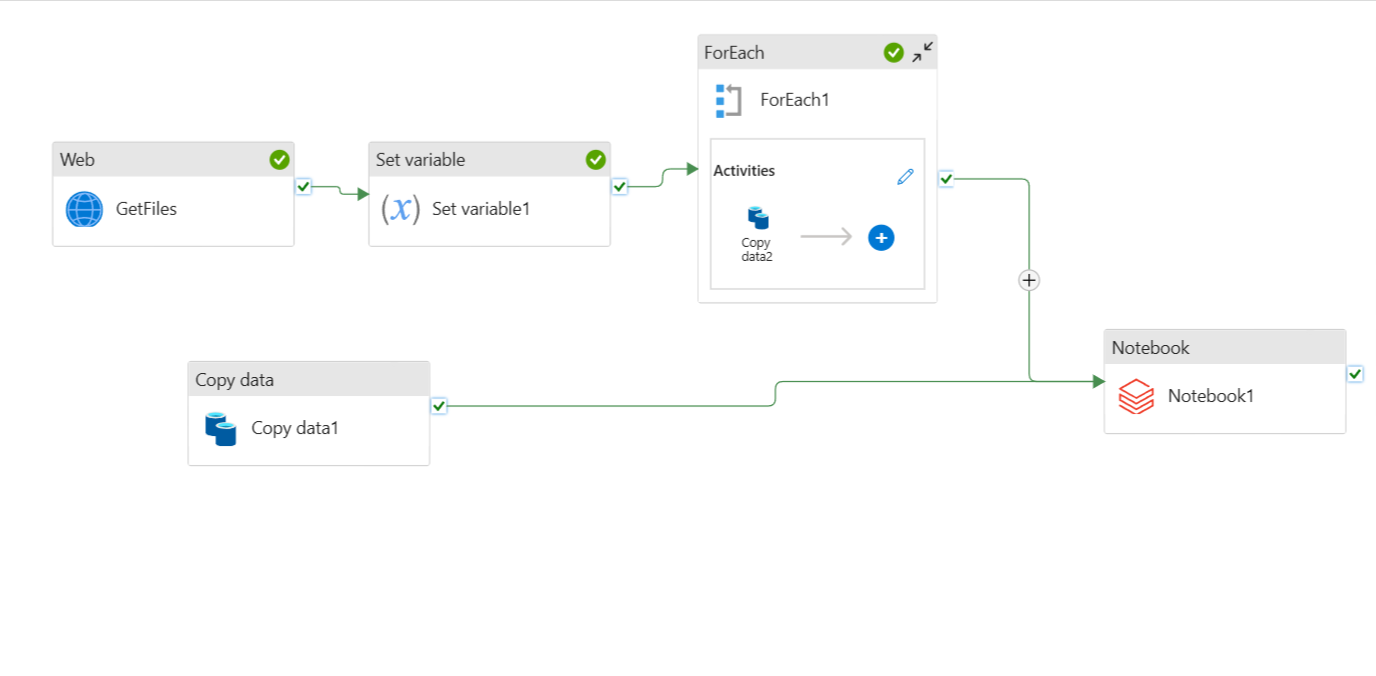 Web
GetFiles
Set variable
(x) Set variable1
ForEach
ForEach1
Activities
Copy
data2
Copy data
Copy data1
Notebook
Notebook1